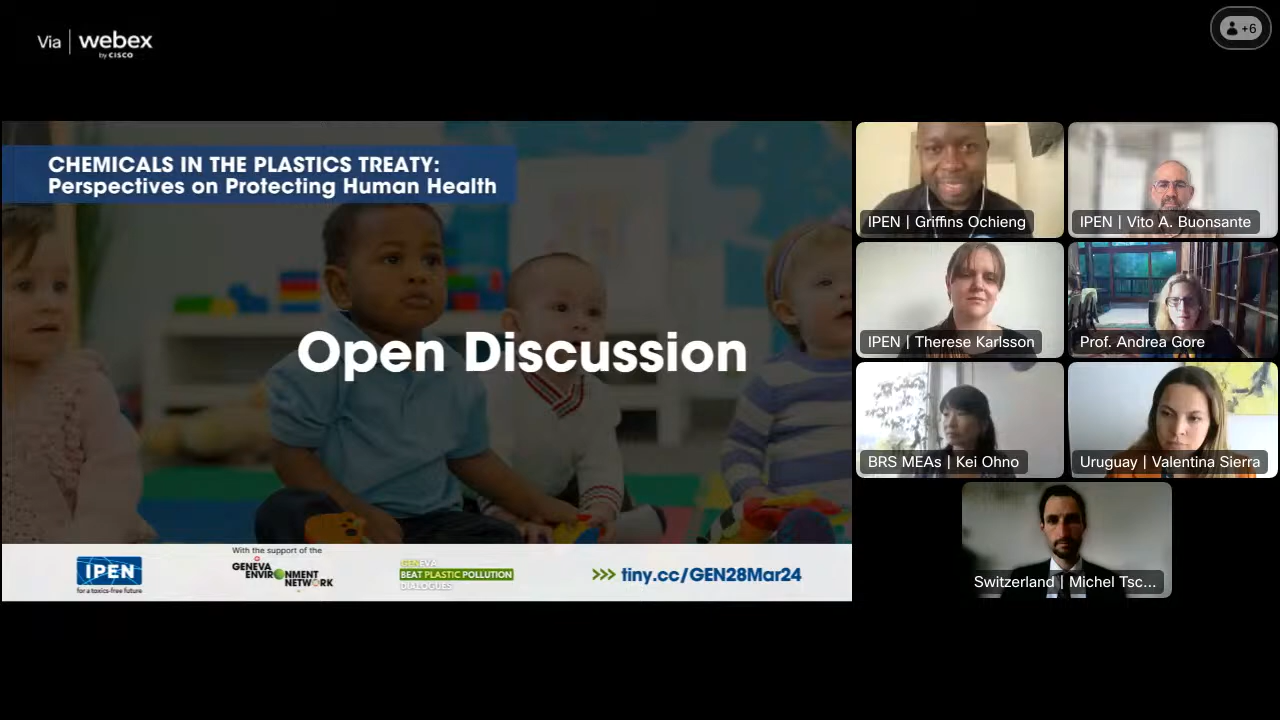 Via | webex
by CISCO
+6
CHEMICALS IN THE PLASTICS TREATY:
Perspectives on Protecting Human Health
Open Discussion
IPEN
for a toxics-free future
With the support of the
GENEVA
ENVIRONMENT
NETWORK
GENEVA
BEAT PLASTIC POLLUTION
DIALOGUES
>>> tiny.cc/GEN28Mar24
IPEN | Griffins Ochieng
IPEN | Vito A. Buonsante
IPEN | Therese Karlsson
Prof. Andrea Gore
BRS MEAs | Kei Ohno
Uruguay | Valentina Sierra
Switzerland | Michel Tsc...